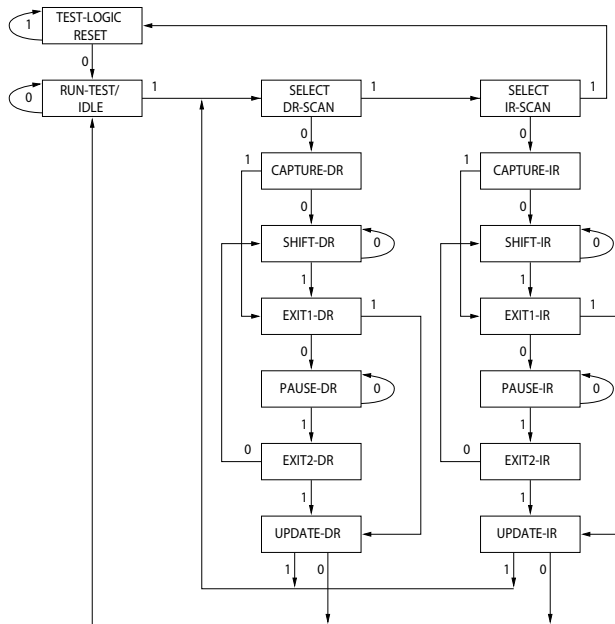 TEST-LOGIC
RESET
1
0
RUN-TEST/
IDLE
0
1
SELECT
DR-SCAN
1
SELECT
IR-SCAN
1
0
0
1
CAPTURE-DR
1
CAPTURE-IR
0
0
SHIFT-DR
0
SHIFT-IR
0
1
1
EXIT1-DR
1
EXIT1-IR
1
0
0
PAUSE-DR
0
PAUSE-IR
0
1
1
0
EXIT2-DR
0
EXIT2-IR
1
1
UPDATE-DR
UPDATE-IR
1
0
1
0